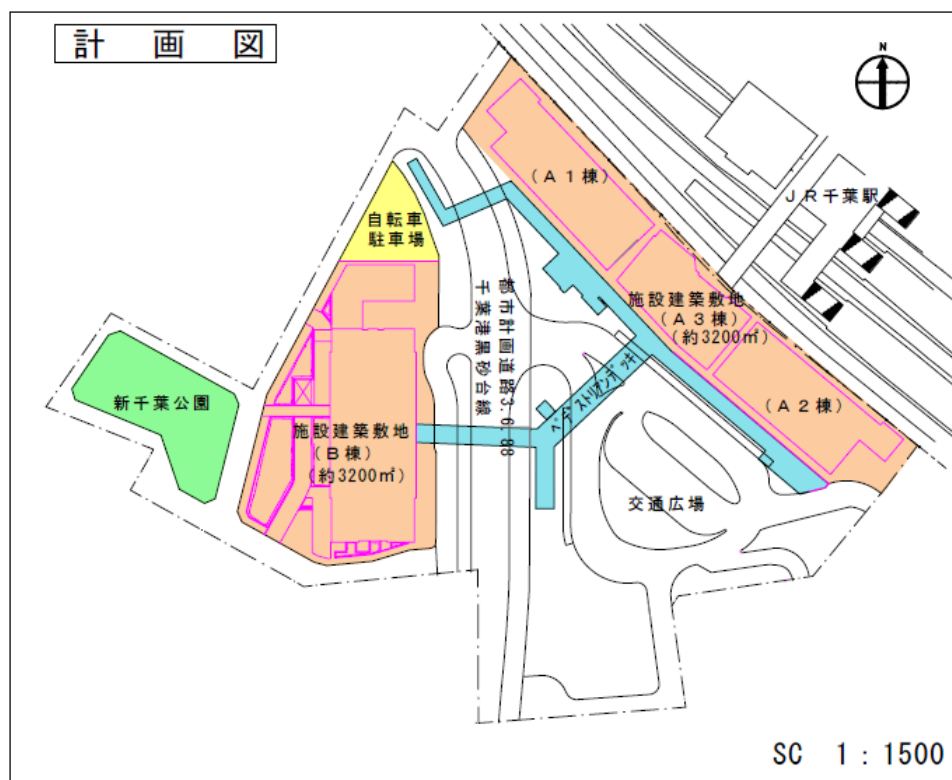 計画図
N
(A1棟)
JR千葉駅
自転車
駐車場
施設建築敷地
(A3棟)
(約3200㎡)
都市計画道路3.6.88
千葉港黒砂台線
新千葉公園
施設建築敷地
(B棟)
(約3200㎡)
ペデストリアンデッキ
(A2棟)
交通広場
SC 1:1500